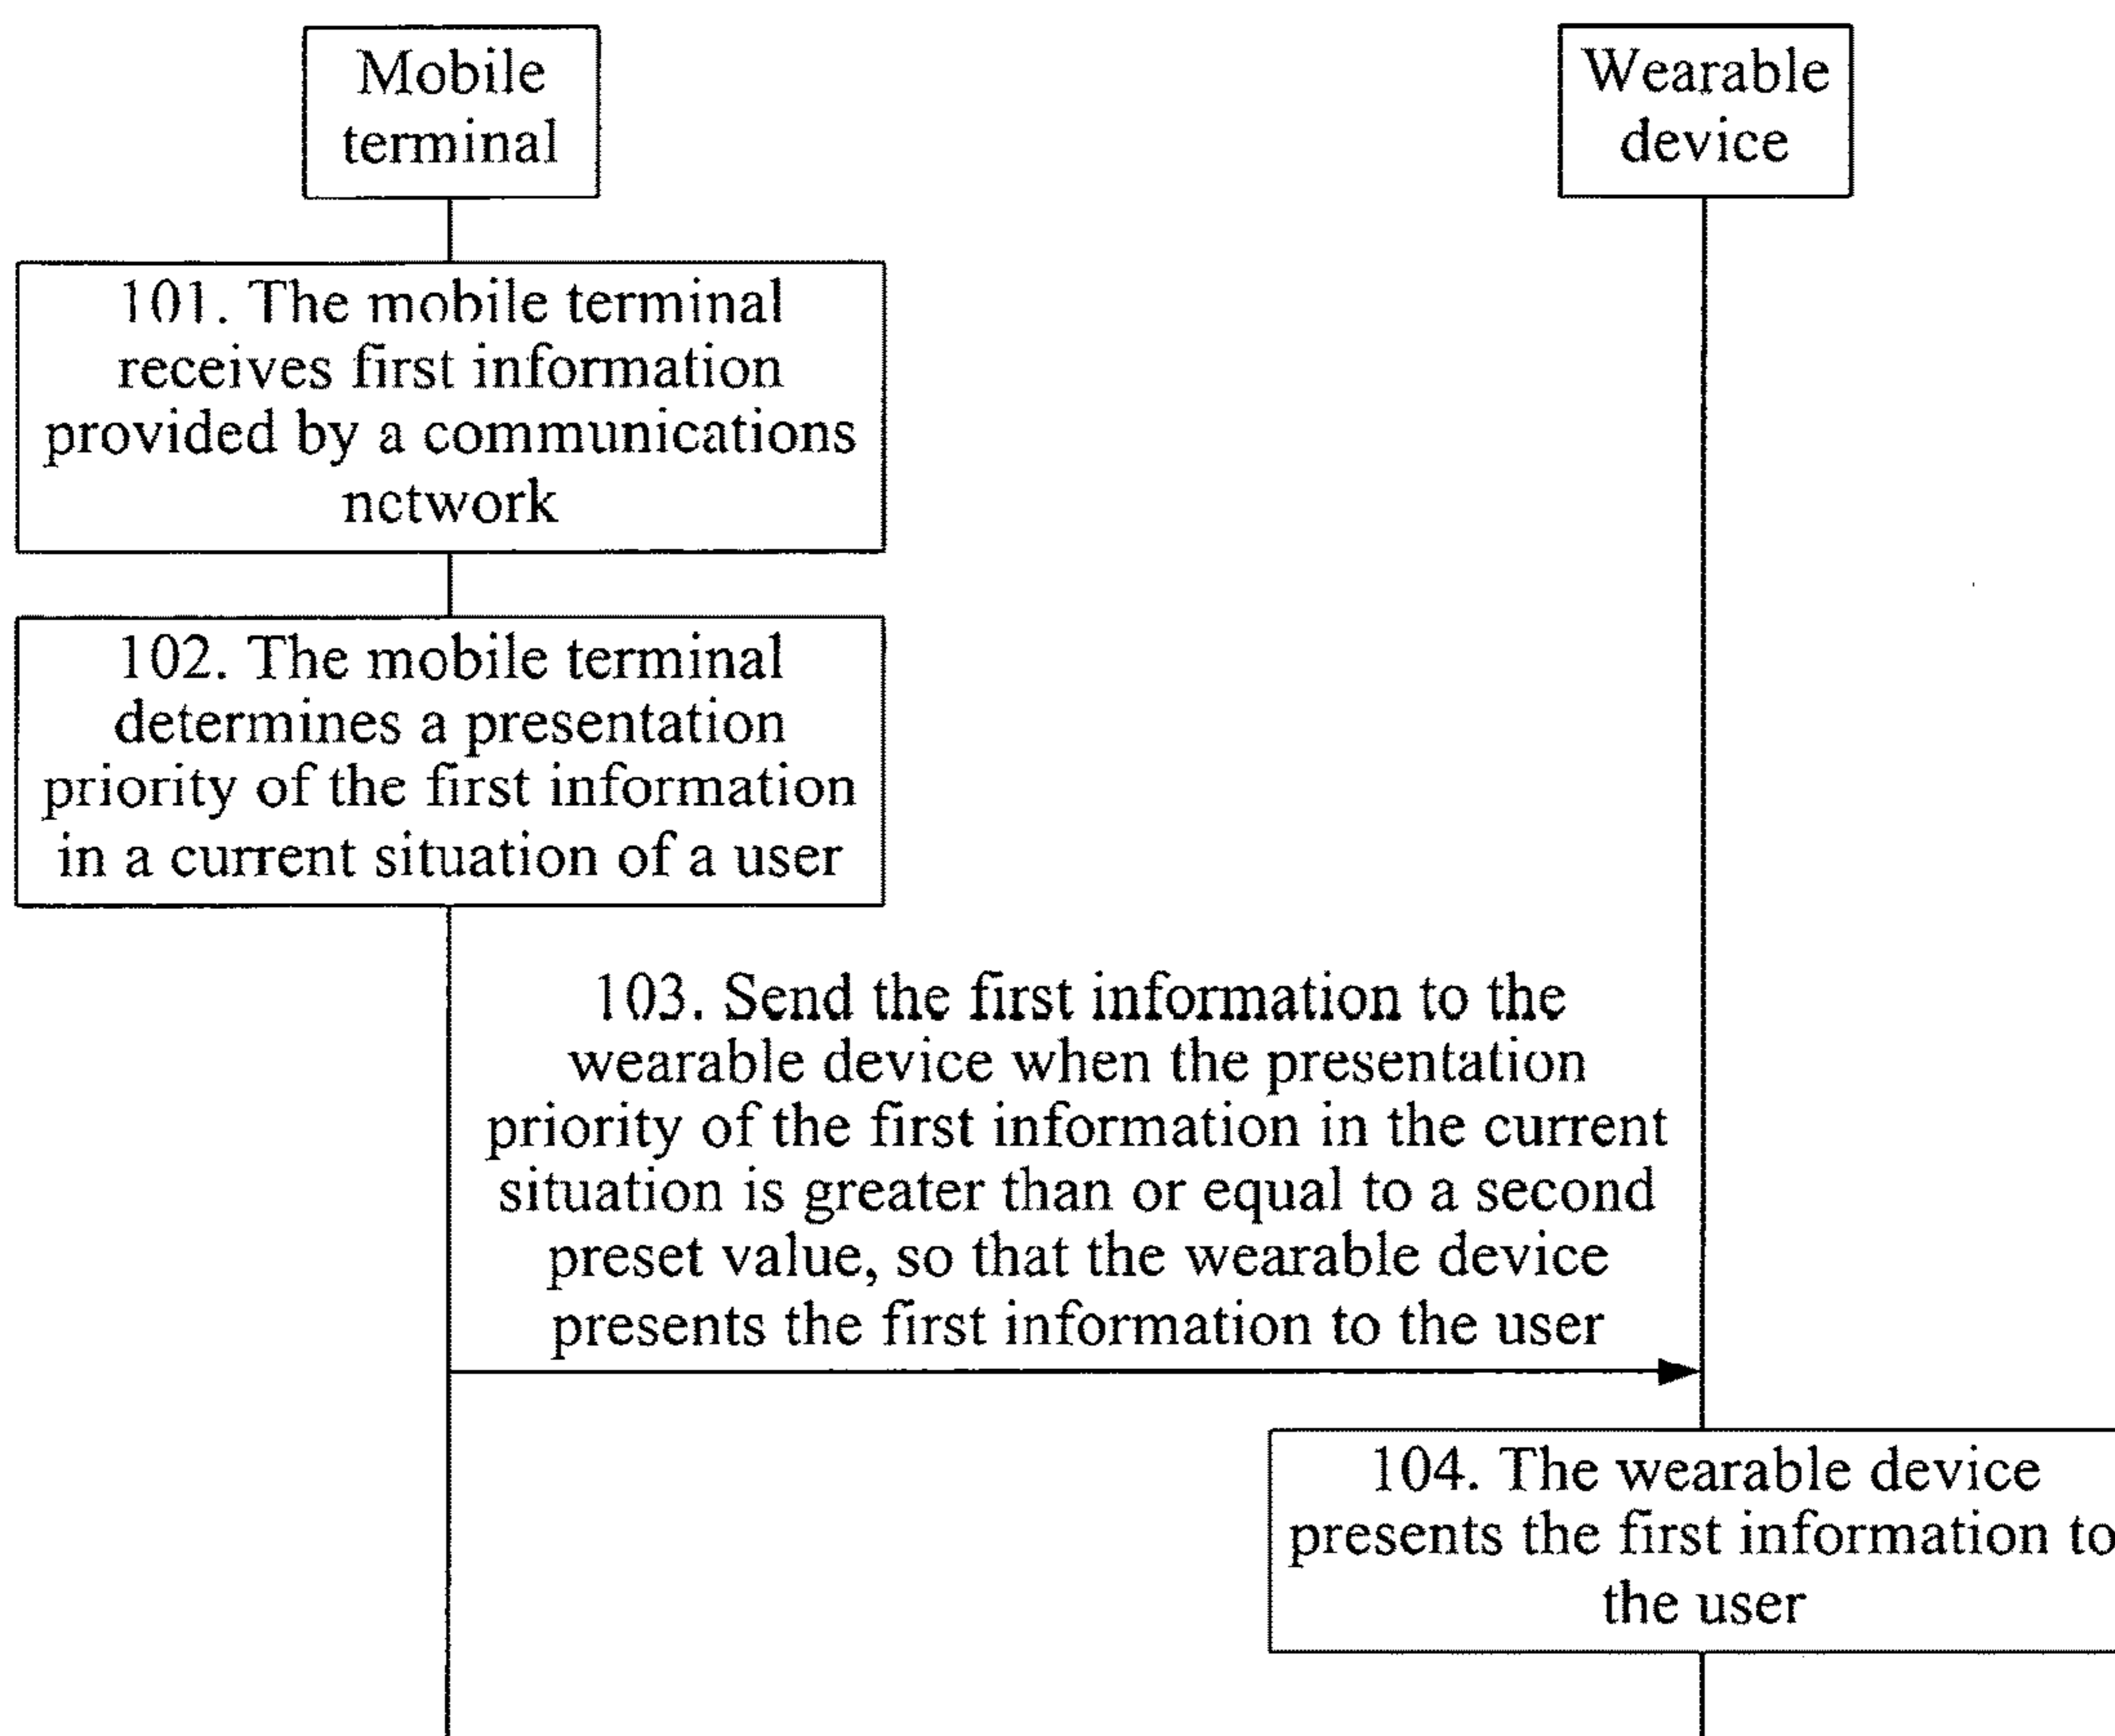 Mobile
terminal
Wearable
device
101. The mobile terminal
receives first information
provided by a communications
network
102. The mobile terminal
determines a presentation
priority of the first information
in a current situation of a user
103. Send the first information to the
wearable device when the presentation
priority of the first information in the current
situation is greater than or equal to a second
preset value, so that the wearable device
presents the first information to the user
104. The wearable device
presents the first information to
the user